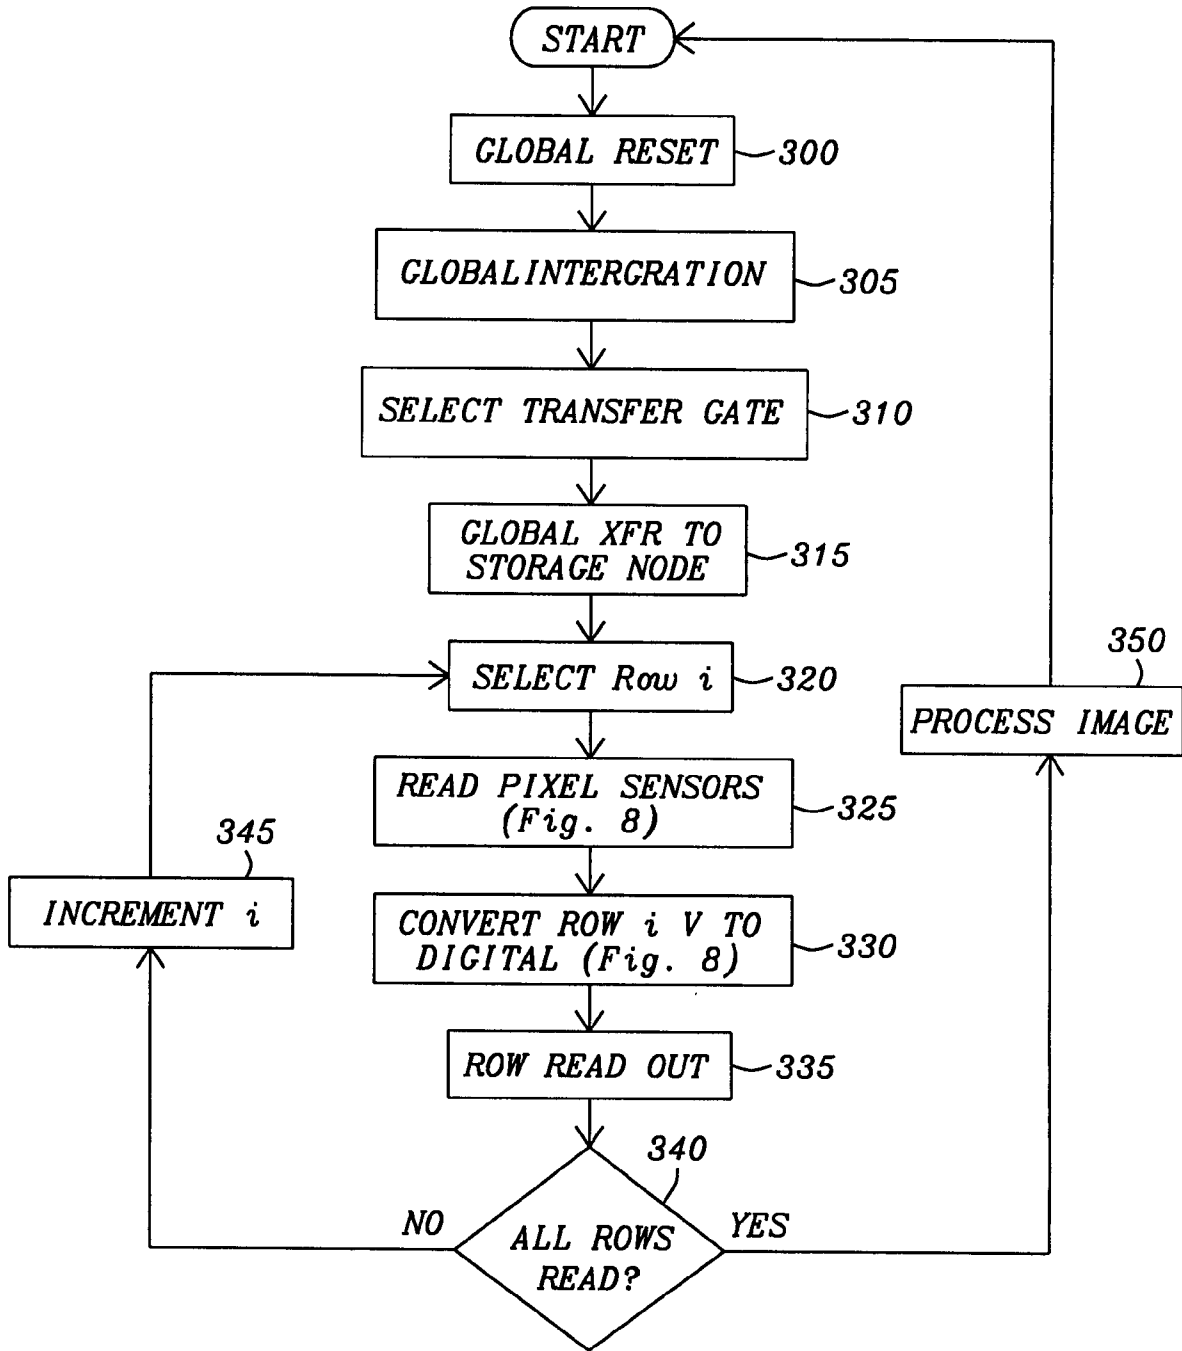 START
GLOBAL RESET
300
GLOBAL INTERGRATION
305
SELECT TRANSFER GATE
310
GLOBAL XFR TO
STORAGE NODE
315
SELECT Row i
320
READ PIXEL SENSORS
(Fig. 8)
325
CONVERT ROW i V TO
DIGITAL (Fig. 8)
330
ROW READ OUT
335
340
ALL ROWS
READ?
NO
YES
345
INCREMENT i
350
PROCESS IMAGE